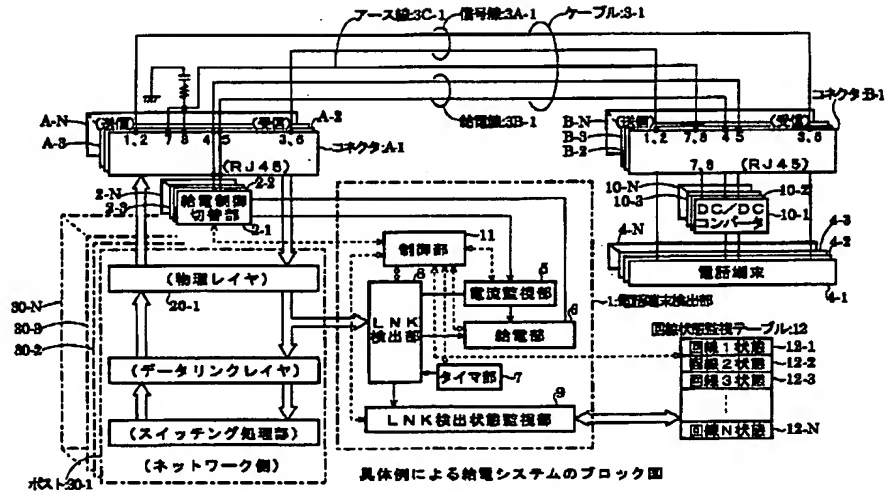 アース線:3C-1
信号線:3A-1
ケーブル:3-1
コネクタ:B-1
A-N
(送信)
(受信)
A-2
A-3
1,2
7
8
4
5
3,6
コネクタ:A-1
(RJ45)
給電線:3B-1
B-N
(送信)
(受信)
B-3
B-2
1,2
7,8
4
5
3,6
7,8
(RJ45)
2-N
2-2
2-3
給電制御
切替部
2-1
10-N
10-2
10-3
DC/DC
コンバータ
10-1
4-N
4-3
4-2
電話端末
4-1
制御部
11
8
5
電流監視部
1:電話端末検出部
LNK
検出部
6
給電部
タイマ部
7
9
LNK検出状態監視部
30-N
30-3
30-2
(物理レイヤ)
20-1
(データリンクレイヤ)
(スイッチング処理部)
(ネットワーク側)
ポスト:30-1
回線状態監視テーブル:12
回線1状態
12-1
回線2状態
12-2
回線3状態
12-3
回線N状態
12-N
具体例による給電システムのブロック図